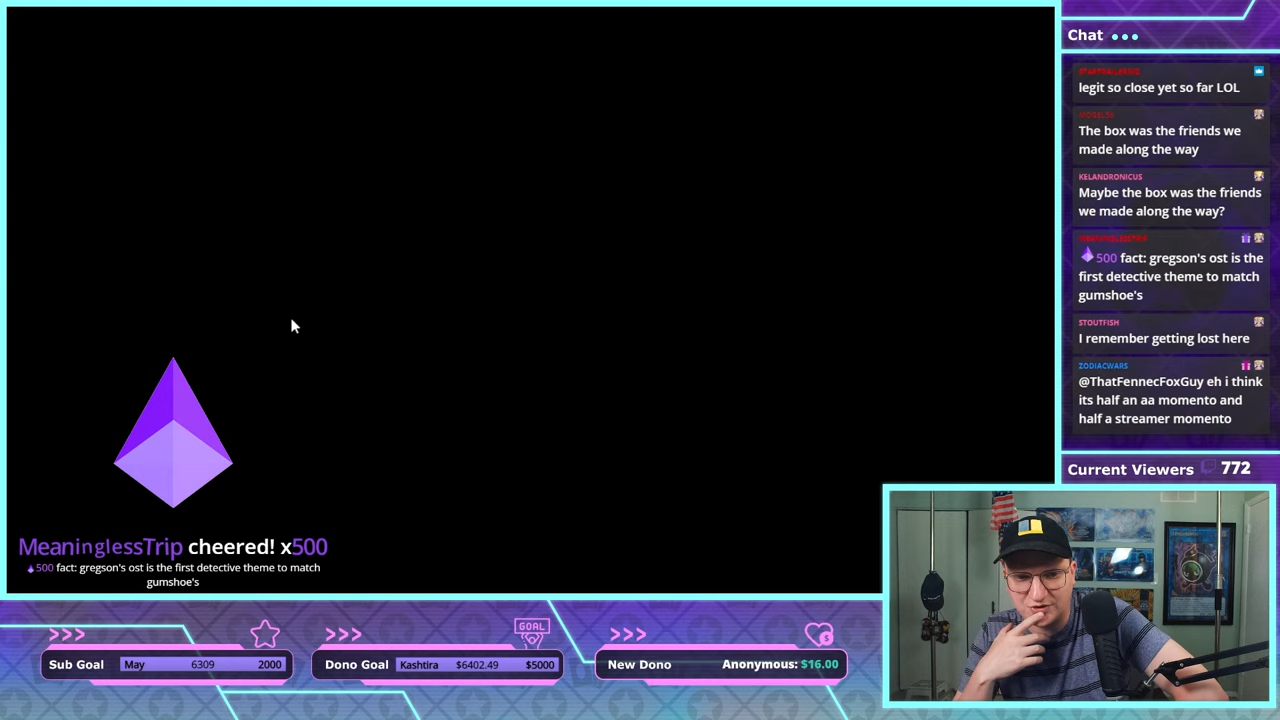 Chat
legit so close yet so far LOL
The box was the friends we
made along the way
KELANDRONICUS
Maybe the box was the friends
we made along the way?
500 fact: gregson's ost is the
first detective theme to match
gumshoe's
STOUTFISH
I remember getting lost here
ZODIACWARS
@ThatFennecFoxGuy eh i think
its half an aa momento and
half a streamer momento
Current Viewers 772
MeaninglessTrip cheered! x500
500 fact: gregson's ost is the first detective theme to match
gumshoe's
>>>
>>>
GOAL
>>>
Sub Goal May 6309 2000
Dono Goal Kashtira $6402.49 $5000
New Dono Anonymous: $16.00